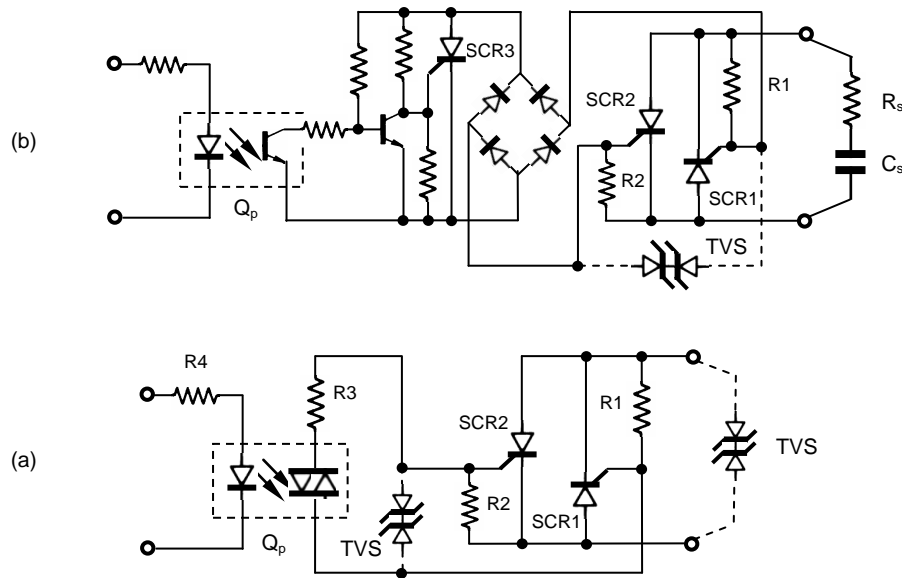 (b)
SCR3
SCR2
R1
Rs
Cs
R2
SCR1
Qp
TVS
(a)
R4
R3
SCR2
R1
TVS
R2
SCR1
Qp
TVS